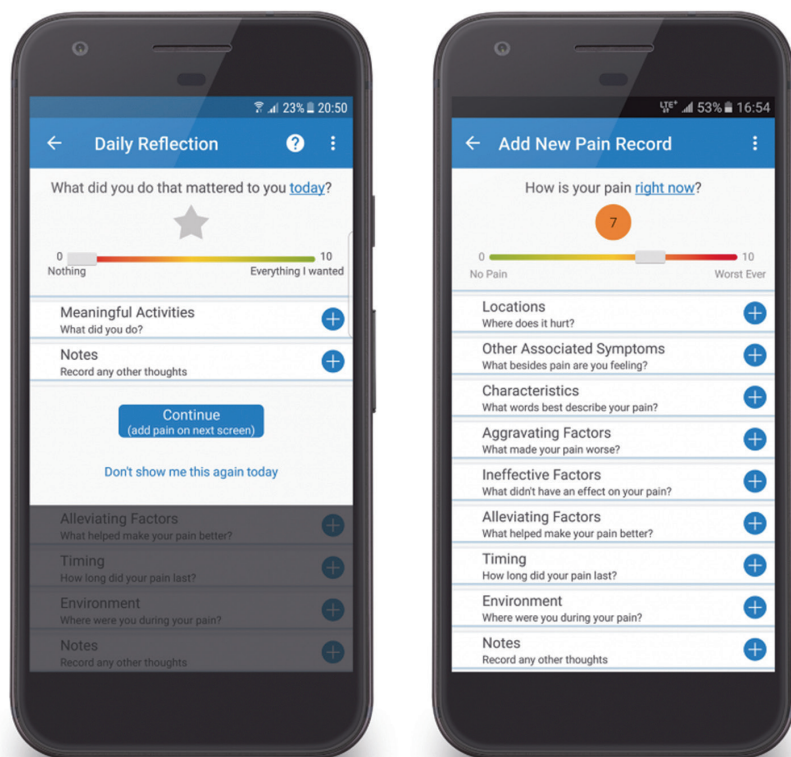 23% 20:50
Daily Reflection ?
What did you do that mattered to you today?
0 10
Nothing Everything I wanted
Meaningful Activities
What did you do?
Notes
Record any other thoughts
Continue
(add pain on next screen)
Don't show me this again today
Alleviating Factors
What helped make your pain better?
Timing
How long did your pain last?
Environment
Where were you during your pain?
Notes
Record any other thoughts
LTE+ 53% 16:54
Add New Pain Record
How is your pain right now?
7
0 10
No Pain Worst Ever
Locations
Where does it hurt?
Other Associated Symptoms
What besides pain are you feeling?
Characteristics
What words best describe your pain?
Aggravating Factors
What made your pain worse?
Ineffective Factors
What didn't have an effect on your pain?
Alleviating Factors
What helped make your pain better?
Timing
How long did your pain last?
Environment
Where were you during your pain?
Notes
Record any other thoughts